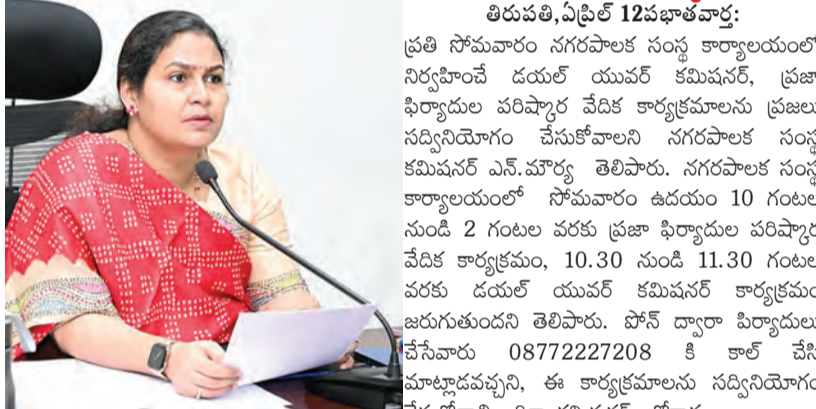 తిరుపతి,ఏప్రిల్ 12పభాతవార్త:
ప్రతి సోమవారం నగరపాలక సంస్థ కార్యాలయంలో
నిర్వహించే డయల్ యువర్ కమిషనర్, ప్రజా
ఫిర్యాదుల పరిష్కార వేదిక కార్యక్రమాలను ప్రజలు
సద్వినియోగం చేసుకోవాలని నగరపాలక సంస్థ
కమిషనర్ ఎన్.మౌర్య తెలిపారు. నగరపాలక సంస్థ
కార్యాలయంలో సోమవారం ఉదయం 10 గంటల
నుండి 2 గంటల వరకు ప్రజా ఫిర్యాదుల పరిష్కార
వేదిక కార్యక్రమం, 10.30 నుండి 11.30 గంటల
వరకు డయల్ యువర్ కమిషనర్ కార్యక్రమం
జరుగుతుందని తెలిపారు. పోన్ ద్వారా పిర్యాదులు
చేసేవారు 08772227208 కి కాల్ చేసి
మాట్లాడవచ్చని, ఈ కార్యక్రమాలను సద్వినియోగం